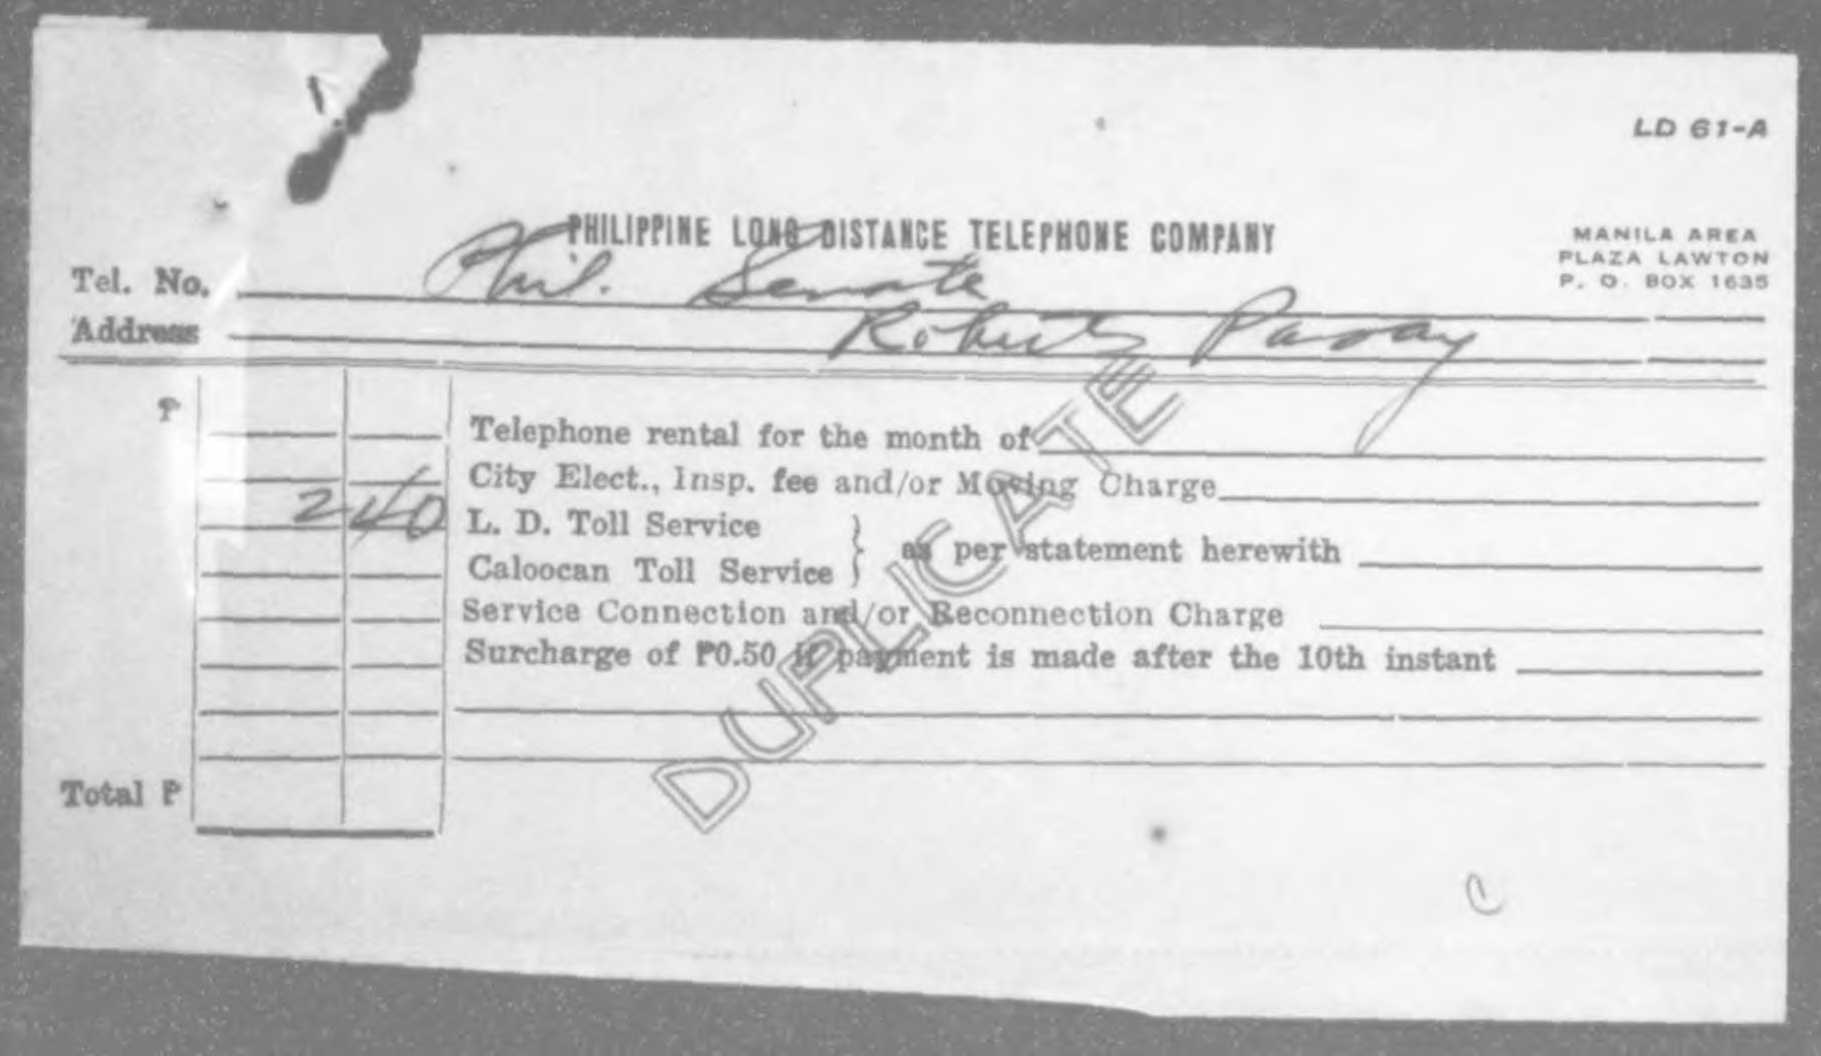 LD 61-A
PHILIPPINE LONG DISTANCE TELEPHONE COMPANY
MANILA AREA
PLAZA LAWTON
P. O. BOX 1635
Tel. No. Phil. Senate
Address Roberts Pasay
₱
Telephone rental for the month of
City Elect., Insp. fee and/or Moving Charge
2 40 L. D. Toll Service
Caloocan Toll Service } as per statement herewith
Service Connection and/or Reconnection Charge
Surcharge of ₱0.50 if payment is made after the 10th instant
Total ₱
DUPLICATE